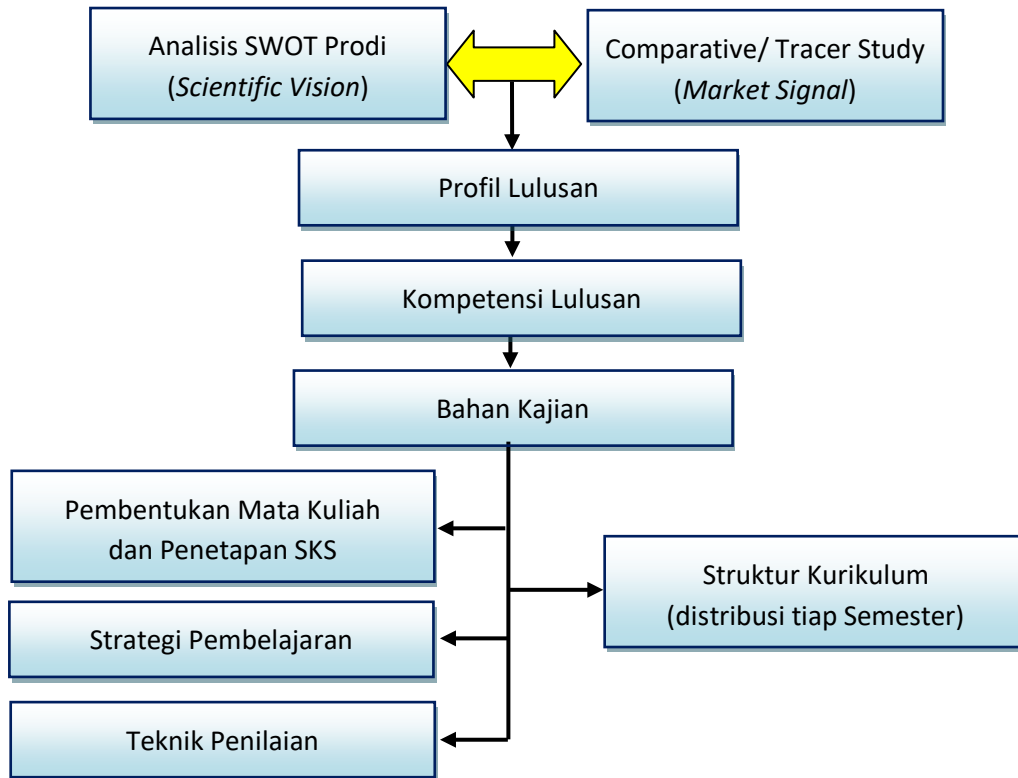 Analisis SWOT Prodi
(Scientific Vision)
Comparative/ Tracer Study
(Market Signal)
Profil Lulusan
Kompetensi Lulusan
Bahan Kajian
Pembentukan Mata Kuliah
dan Penetapan SKS
Struktur Kurikulum
(distribusi tiap Semester)
Strategi Pembelajaran
Teknik Penilaian